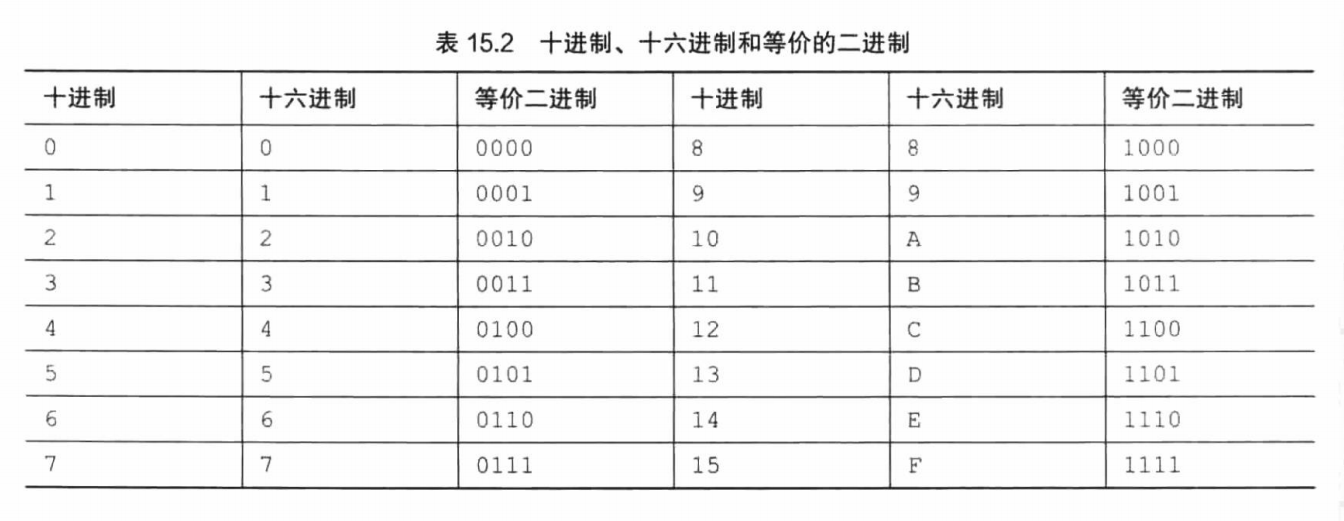 表 15.2 十进制、十六进制和等价的二进制
十进制 十六进制 等价二进制 十进制 十六进制 等价二进制
0 0 0000 8 8 1000
1 1 0001 9 9 1001
2 2 0010 10 A 1010
3 3 0011 11 B 1011
4 4 0100 12 C 1100
5 5 0101 13 D 1101
6 6 0110 14 E 1110
7 7 0111 15 F 1111